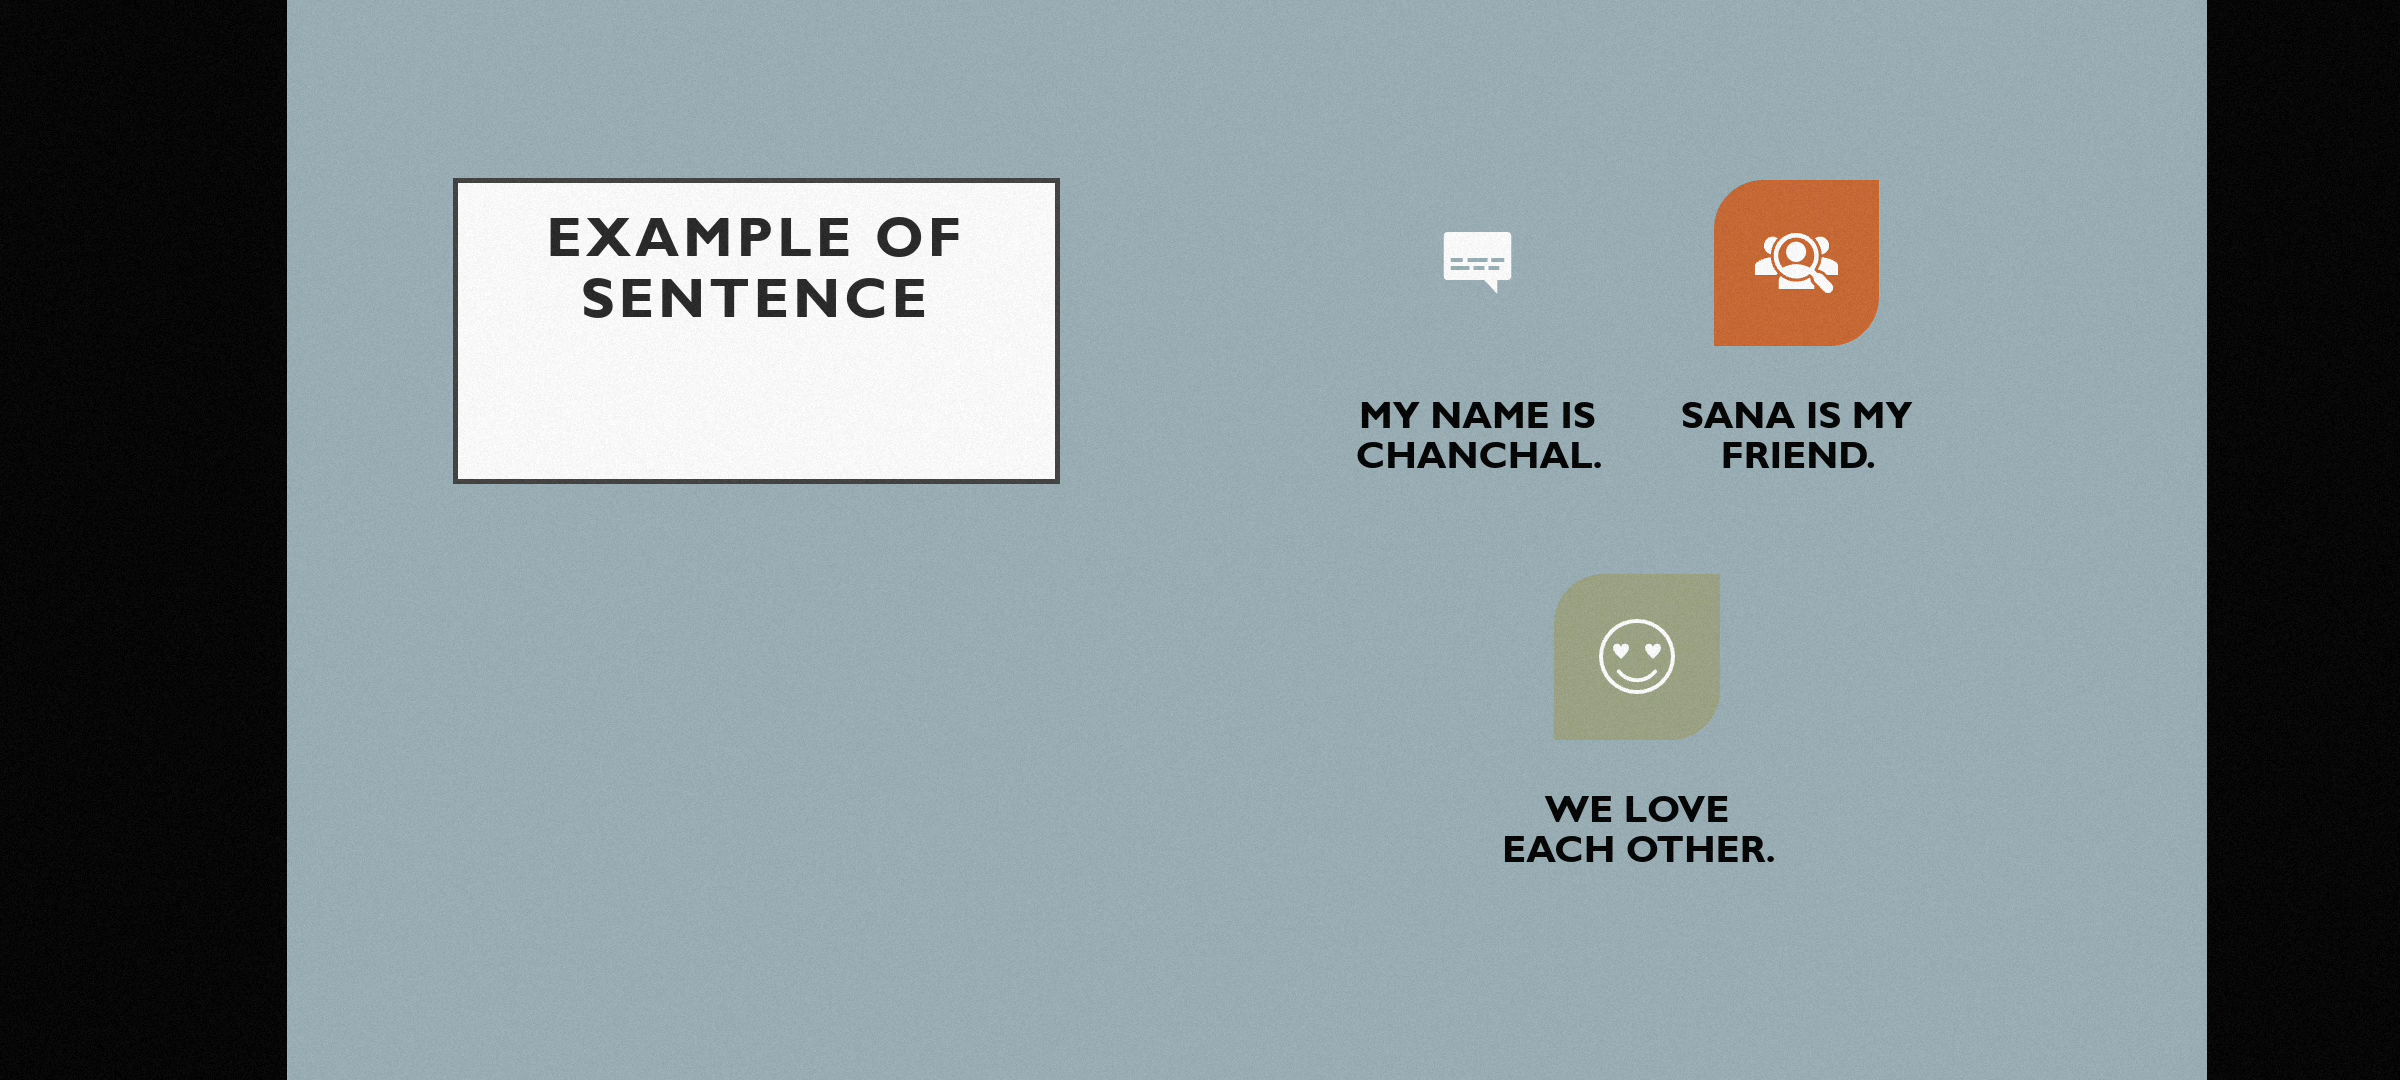 EXAMPLE OF
SENTENCE
MY NAME IS
CHANCHAL.
SANA IS MY
FRIEND.
WE LOVE
EACH OTHER.